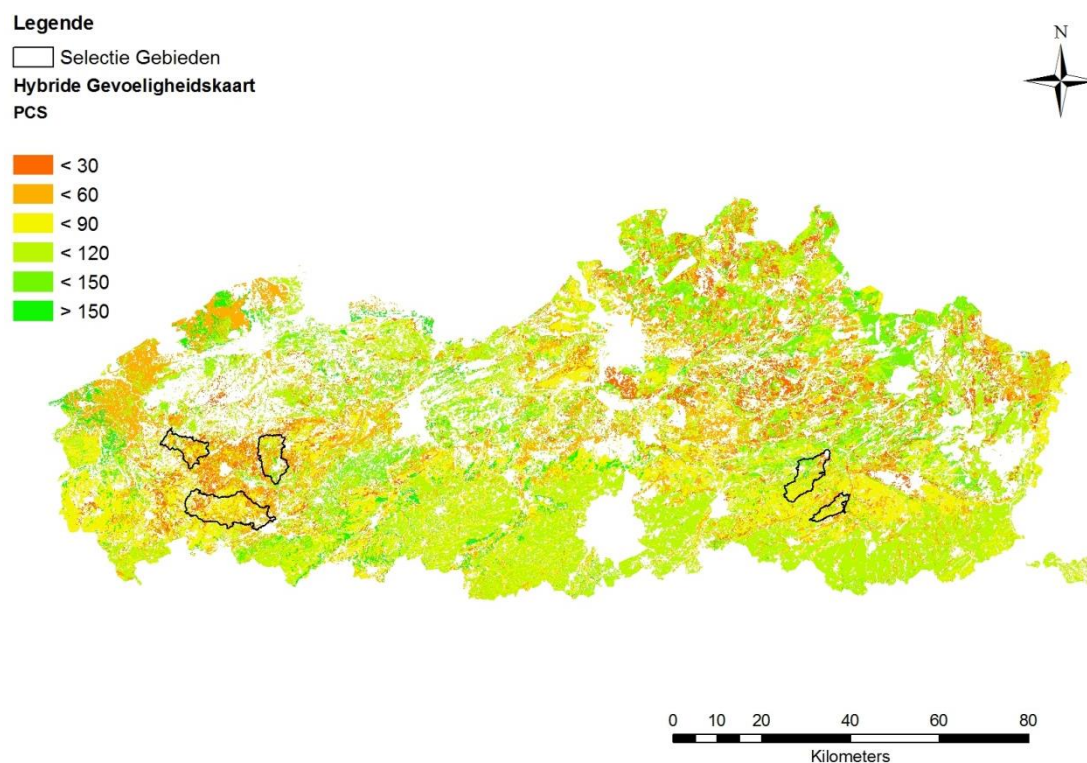 Legende
Selectie Gebieden
Hybride Gevoeligheidskaart
PCS
< 30
< 60
< 90
< 120
< 150
> 150
N
0 10 20 40 60 80
Kilometers